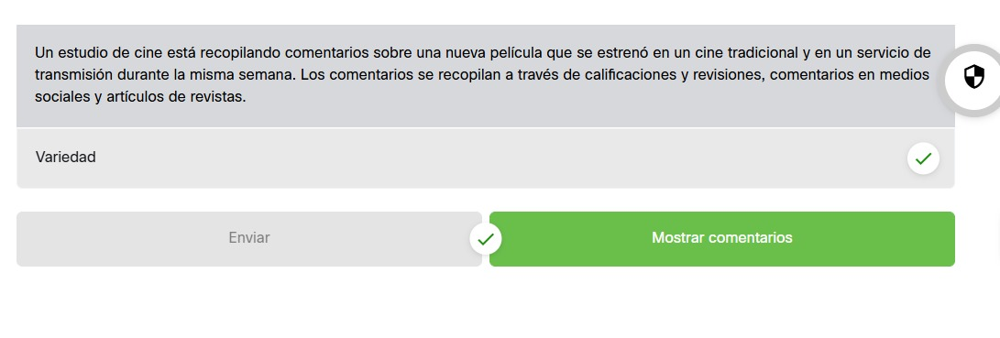 Un estudio de cine está recopilando comentarios sobre una nueva película que se estrenó en un cine tradicional y en un servicio de
transmisión durante la misma semana. Los comentarios se recopilan a través de calificaciones y revisiones, comentarios en medios
sociales y artículos de revistas.
Variedad
Enviar
Mostrar comentarios